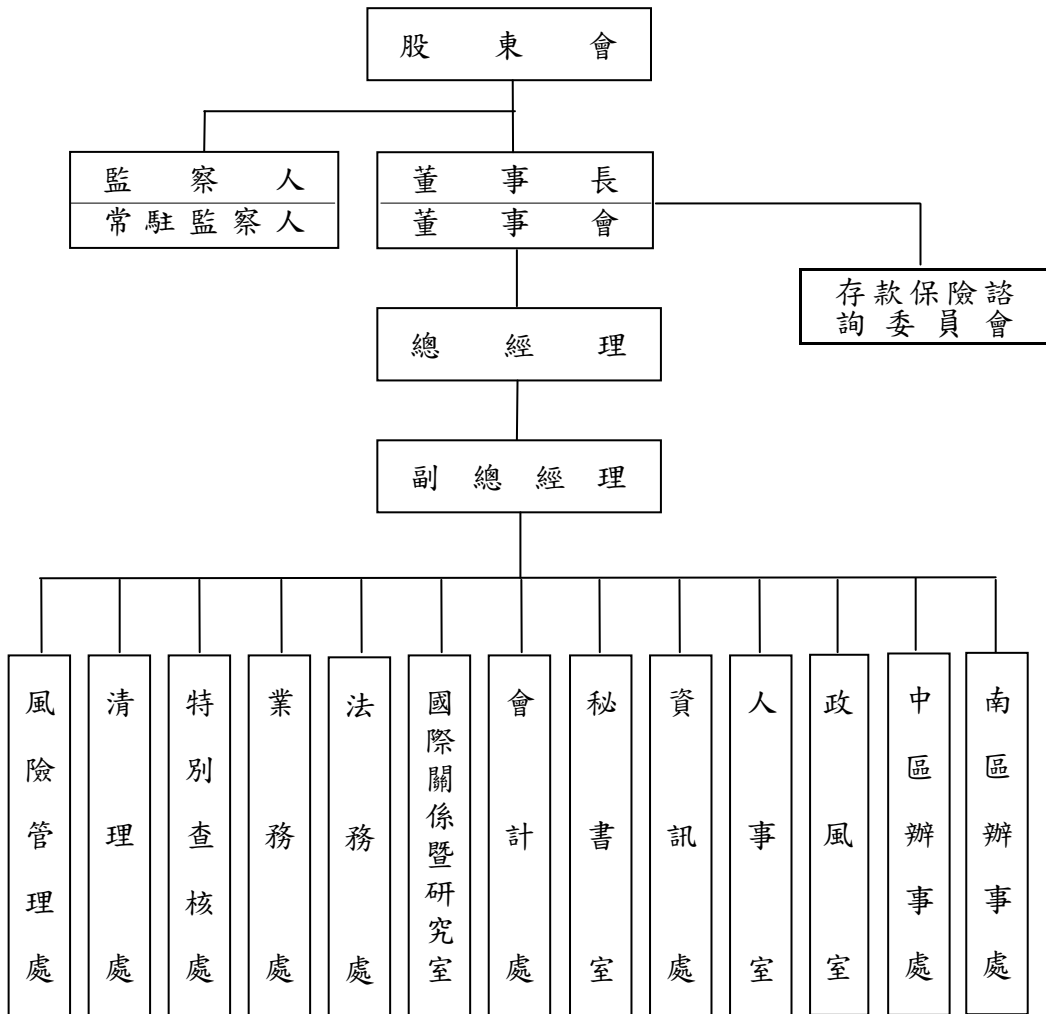 股東會
監察人
常駐監察人
董事長
董事會
存款保險諮
詢委員會
總經理
副總經理
風險管理處
清理處
特別查核處
業務處
法務處
國際關係暨研究室
會計處
秘書室
資訊處
人事室
政風室
中區辦事處
南區辦事處